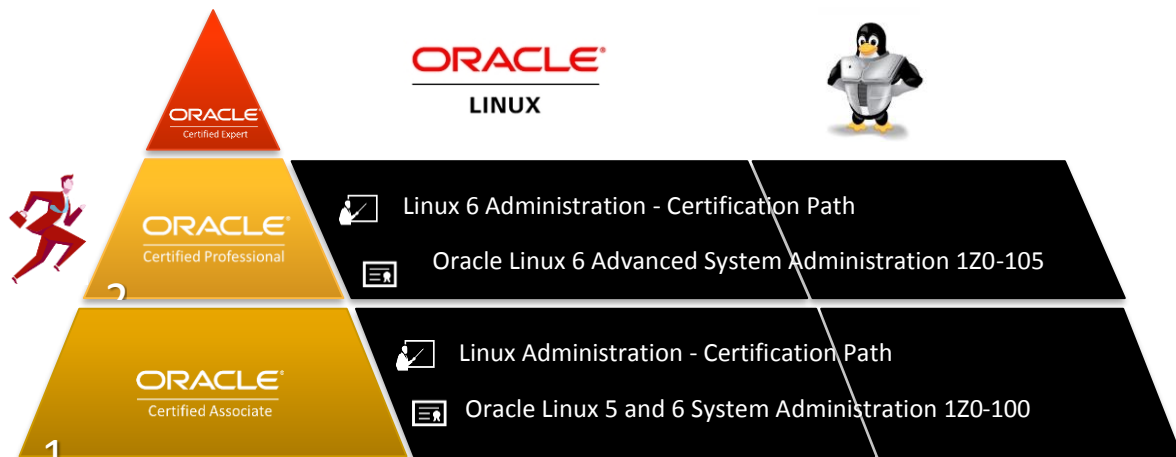 ORACLE®
LINUX
ORACLE
Certified Expert
ORACLE®
Certified Professional
2
Linux 6 Administration - Certification Path
Oracle Linux 6 Advanced System Administration 1Z0-105
ORACLE®
Certified Associate
1
Linux Administration - Certification Path
Oracle Linux 5 and 6 System Administration 1Z0-100